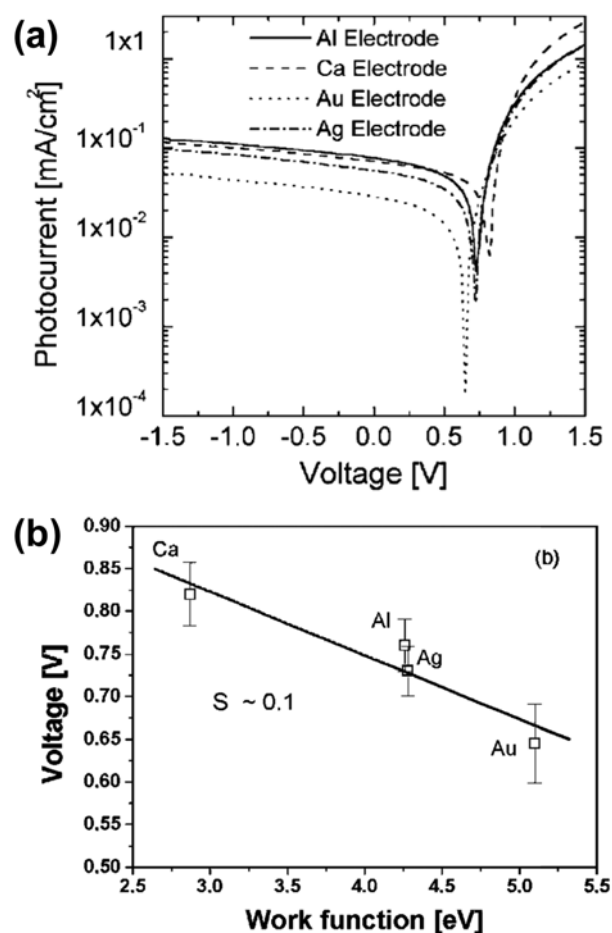 (a)
Al Electrode
Ca Electrode
Au Electrode
Ag Electrode
Photocurrent [mA/cm²]
1x1
1x10⁻¹
1x10⁻²
1x10⁻³
1x10⁻⁴
-1.5 -1.0 -0.5 0.0 0.5 1.0 1.5
Voltage [V]
(b)
(b)
Voltage [V]
0.90
0.85
0.80
0.75
0.70
0.65
0.60
0.55
0.50
Ca
Al
Ag
Au
S ~ 0.1
2.5 3.0 3.5 4.0 4.5 5.0 5.5
Work function [eV]